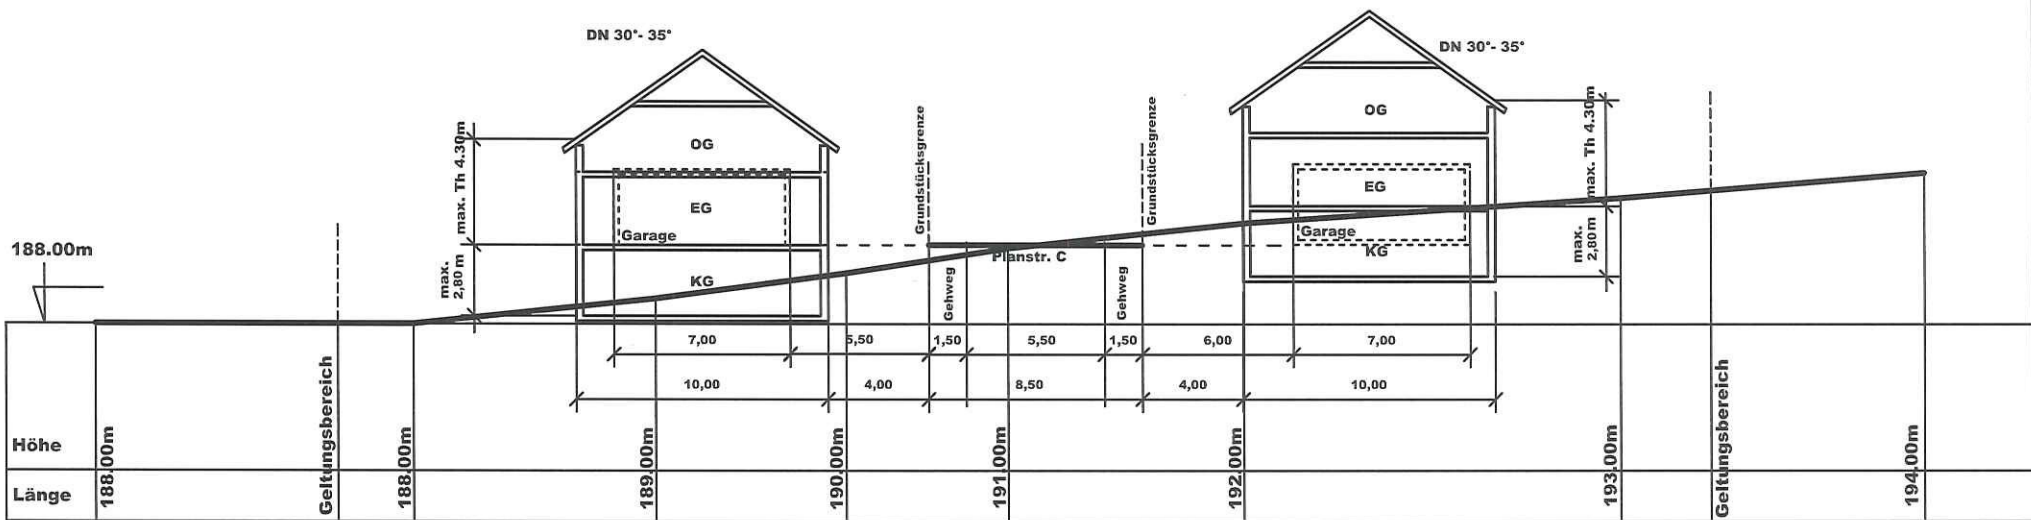 DN 30°- 35°
DN 30°- 35°
OG
EG
Garage
KG
max. Th 4.30m
max.
2,80 m
188.00m
Grundstücksgrenze
Grundstücksgrenze
Planstr. C
Gehweg
Gehweg
OG
EG
Garage
KG
max. Th 4.30m
max.
2,80 m
7,00
5,50
1,50
5,50
1,50
6,00
7,00
10,00
4,00
8,50
4,00
10,00
Höhe
Länge
188.00m
Geltungsbereich
188.00m
189.00m
190.00m
191.00m
192.00m
193.00m
Geltungsbereich
194.00m